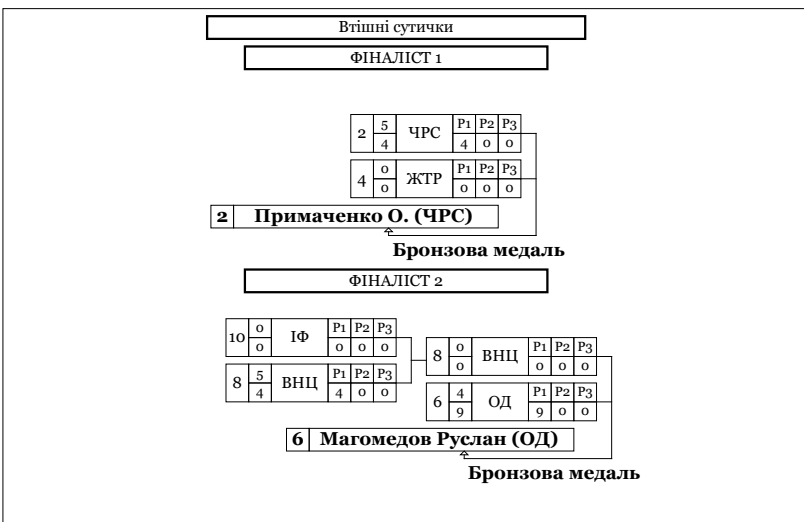 Втішні сутички
ФІНАЛІСТ 1
2 5 ЧРС P1 P2 P3
4 4 0 0
4 0 ЖТР P1 P2 P3
0 0 0 0
2 Примаченко О. (ЧРС)
Бронзова медаль
ФІНАЛІСТ 2
10 0 ІФ P1 P2 P3
0 0 0 0
8 5 ВНЦ P1 P2 P3
4 4 0 0
8 0 ВНЦ P1 P2 P3
0 0 0 0
6 4 ОД P1 P2 P3
9 9 0 0
6 Магомедов Руслан (ОД)
Бронзова медаль